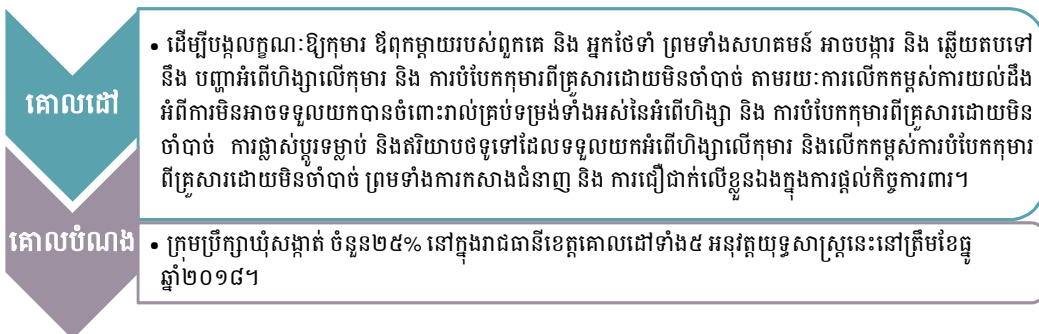 គោលដៅ
• ដើម្បីបង្កលក្ខណៈឱ្យកុមារ ឪពុកម្ដាយរបស់ពួកគេ និង អ្នកថែទាំ ព្រមទាំងសហគមន៍ អាចបង្ការ និង ឆ្លើយតបទៅ
នឹង បញ្ហាអំពើហិង្សាលើកុមារ និង ការបំបែកកុមារពីគ្រួសារដោយមិនចាំបាច់ តាមរយៈការលើកកម្ពស់ការយល់ដឹង
អំពីការមិនអាចទទួលយកបានចំពោះរាល់គ្រប់ទម្រង់ទាំងអស់នៃអំពើហិង្សា និង ការបំបែកកុមារពីគ្រួសារដោយមិន
ចាំបាច់ ការផ្លាស់ប្ដូរទម្លាប់ និងឥរិយាបថទូទៅដែលទទួលយកអំពើហិង្សាលើកុមារ និងលើកកម្ពស់ការបំបែកកុមារ
ពីគ្រួសារដោយមិនចាំបាច់ ព្រមទាំងការកសាងជំនាញ និង ការជឿជាក់លើខ្លួនឯងក្នុងការផ្ដល់កិច្ចការពារ។
គោលបំណង
• ក្រុមប្រឹក្សាឃុំសង្កាត់ ចំនួន២៥% នៅក្នុងរាជធានីខេត្តគោលដៅទាំង៥ អនុវត្តយុទ្ធសាស្ត្រនេះនៅត្រឹមខែធ្នូ
ឆ្នាំ២០១៨។